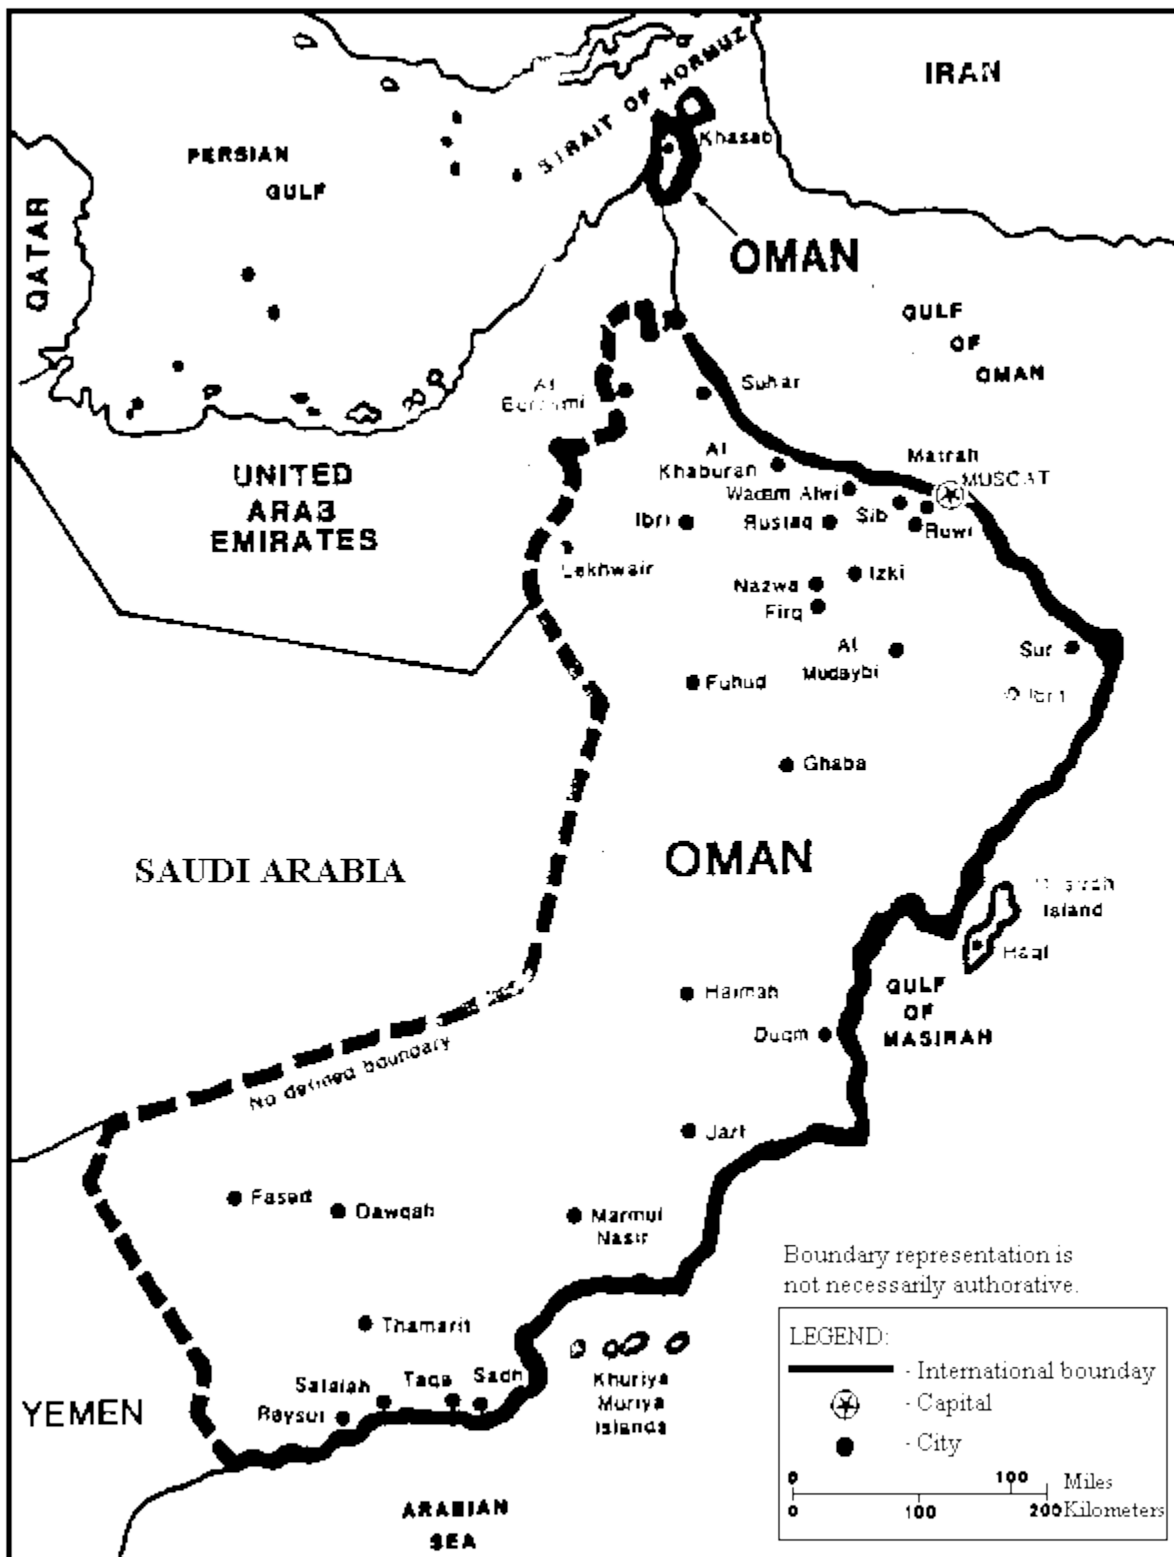 IRAN
STRAIT OF HORMUZ
Khasab
PERSIAN
GULF
QATAR
OMAN
GULF
OF
OMAN
Suhar
Al
UNITED
ARAB
EMIRATES
Al
Khaburah
Matrah
MUSCAT
Wadam Alwi
Ibri
Rustaq
Sib
Ruwi
Lekhwair
Nazwa
Izki
Firq
Al
Mudaybi
Sur
Fuhud
Ghaba
SAUDI ARABIA
OMAN
Island
GULF
OF
MASIRAH
Haimah
Duqm
No defined boundary
Dawqah
Marmul
Nasir
Boundary representation is
not necessarily authorative.
Thamarit
LEGEND:
- International bounday
- Capital
- City
0 100 Miles
0 100 200 Kilometers
Salalah
Taqa
Sadh
Raysut
Khuriya
Muriya
Islands
YEMEN
ARABIAN
SEA